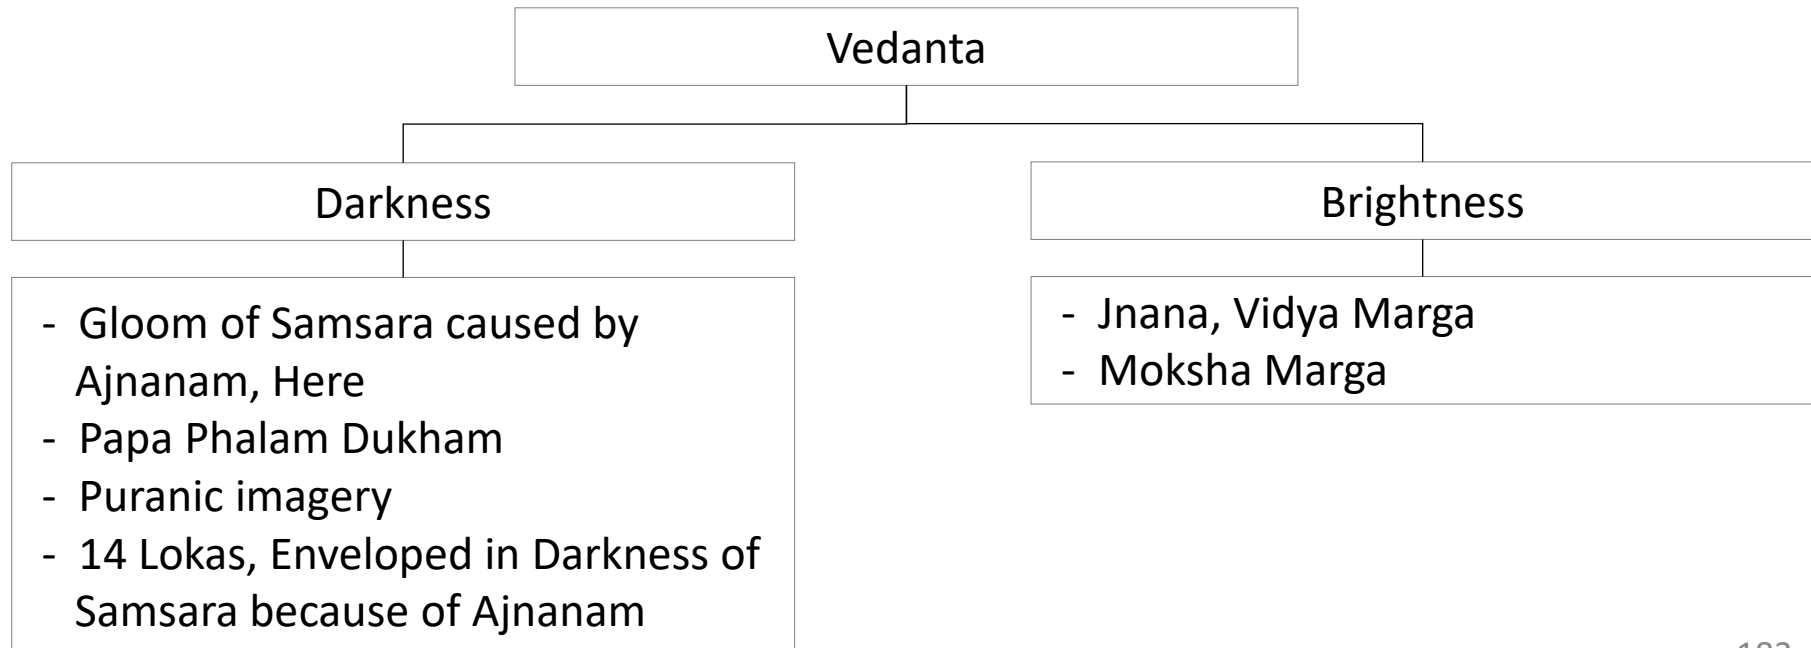 Vedanta
Darkness
Brightness
- Gloom of Samsara caused by
Ajnanam, Here
- Papa Phalam Dukham
- Puranic imagery
- 14 Lokas, Enveloped in Darkness of
Samsara because of Ajnanam
- Jnana, Vidya Marga
- Moksha Marga